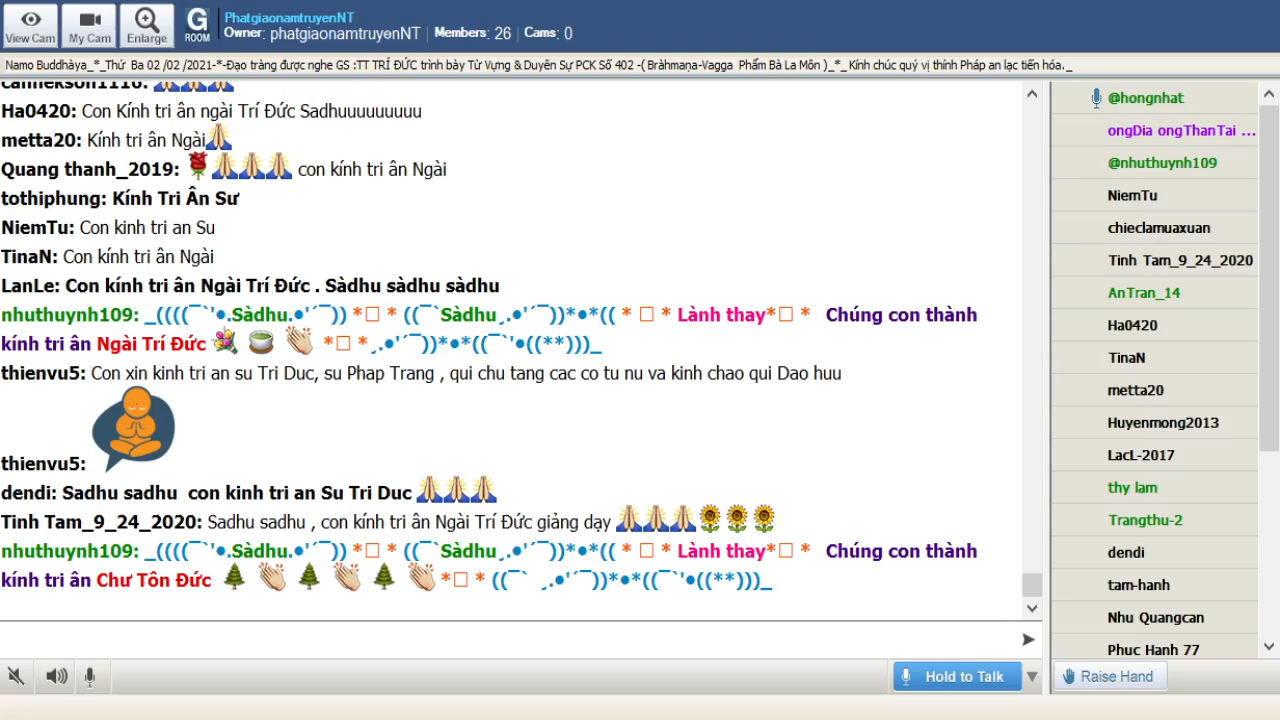 View Cam
My Cam
Enlarge
G ROOM
PhatgiaonamtruyenNT
Owner: phatgiaonamtruyenNT | Members: 26 | Cams: 0
Namo Buddhàya_*_Thứ Ba 02 /02 /2021-*-Đạo tràng được nghe GS :TT TRÍ ĐỨC trình bày Từ Vựng & Duyên Sự PCK Số 402 -( Bràhmaṇa-Vagga Phẩm Bà La Môn )_*_ Kính chúc quý vị thính Pháp an lạc tiến hóa._
Ha0420: Con Kính tri ân ngài Trí Đức Sadhuuuuuuuuu
metta20: Kính tri ân Ngài🙏
Quang thanh_2019: 🌹🙏🙏🙏 con kính tri ân Ngài
tothiphung: Kính Tri Ân Sư
NiemTu: Con kinh tri an Su
TinaN: Con kính tri ân Ngài
LanLe: Con kính tri ân Ngài Trí Đức . Sàdhu sàdhu sàdhu
nhuthuynh109: _((((¯`'●.Sàdhu.●'´¯)) *□ * ((¯`Sàdhu¸.●'´¯))*●*(( * □ * Lành thay*□ * Chúng con thành
kính tri ân Ngài Trí Đức 💐 🍵 👏 *□ *¸.●'´¯))*●*((¯`'●((**)))_
thienvu5: Con xin kinh tri an su Tri Duc, su Phap Trang , qui chu tang cac co tu nu va kinh chao qui Dao huu
thienvu5:
dendi: Sadhu sadhu con kinh tri an Su Tri Duc 🙏🙏🙏
Tinh Tam_9_24_2020: Sadhu sadhu , con kính tri ân Ngài Trí Đức giảng dạy 🙏🙏🙏🌻🌻🌻
nhuthuynh109: _((((¯`'●.Sàdhu.●'´¯)) *□ * ((¯`Sàdhu¸.●'´¯))*●*(( * □ * Lành thay*□ * Chúng con thành
kính tri ân Chư Tôn Đức 🌲 👏 🌲 👏 🌲 👏 *□ * ((¯` ¸.●'´¯))*●*((¯`'●((**)))_
Hold to Talk
@hongnhat
ongDia ongThanTai ...
@nhuthuynh109
NiemTu
chieclamuaxuan
Tinh Tam_9_24_2020
AnTran_14
Ha0420
TinaN
metta20
Huyenmong2013
LacL-2017
thy lam
Trangthu-2
dendi
tam-hanh
Nhu Quangcan
Phuc Hanh 77
Raise Hand